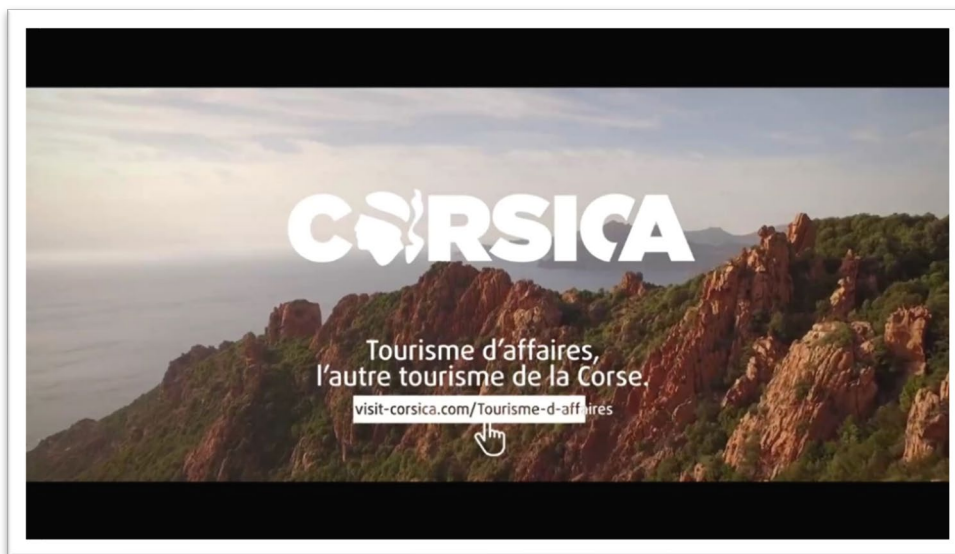 CORSICA
Tourisme d'affaires,
l'autre tourisme de la Corse.
visit-corsica.com/Tourisme-d-affaires